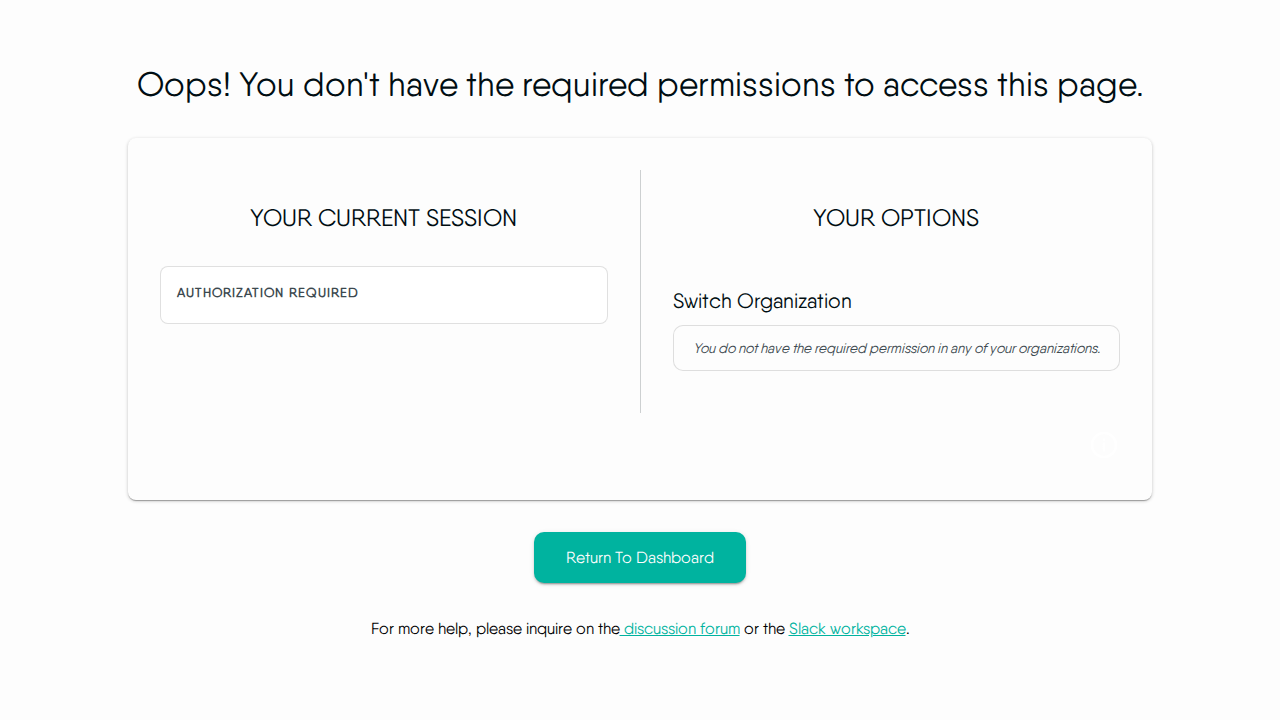 Oops! You don't have the required permissions to access this page.
YOUR CURRENT SESSION
AUTHORIZATION REQUIRED
YOUR OPTIONS
Switch Organization
You do not have the required permission in any of your organizations.
Return To Dashboard
For more help, please inquire on the discussion forum or the Slack workspace.